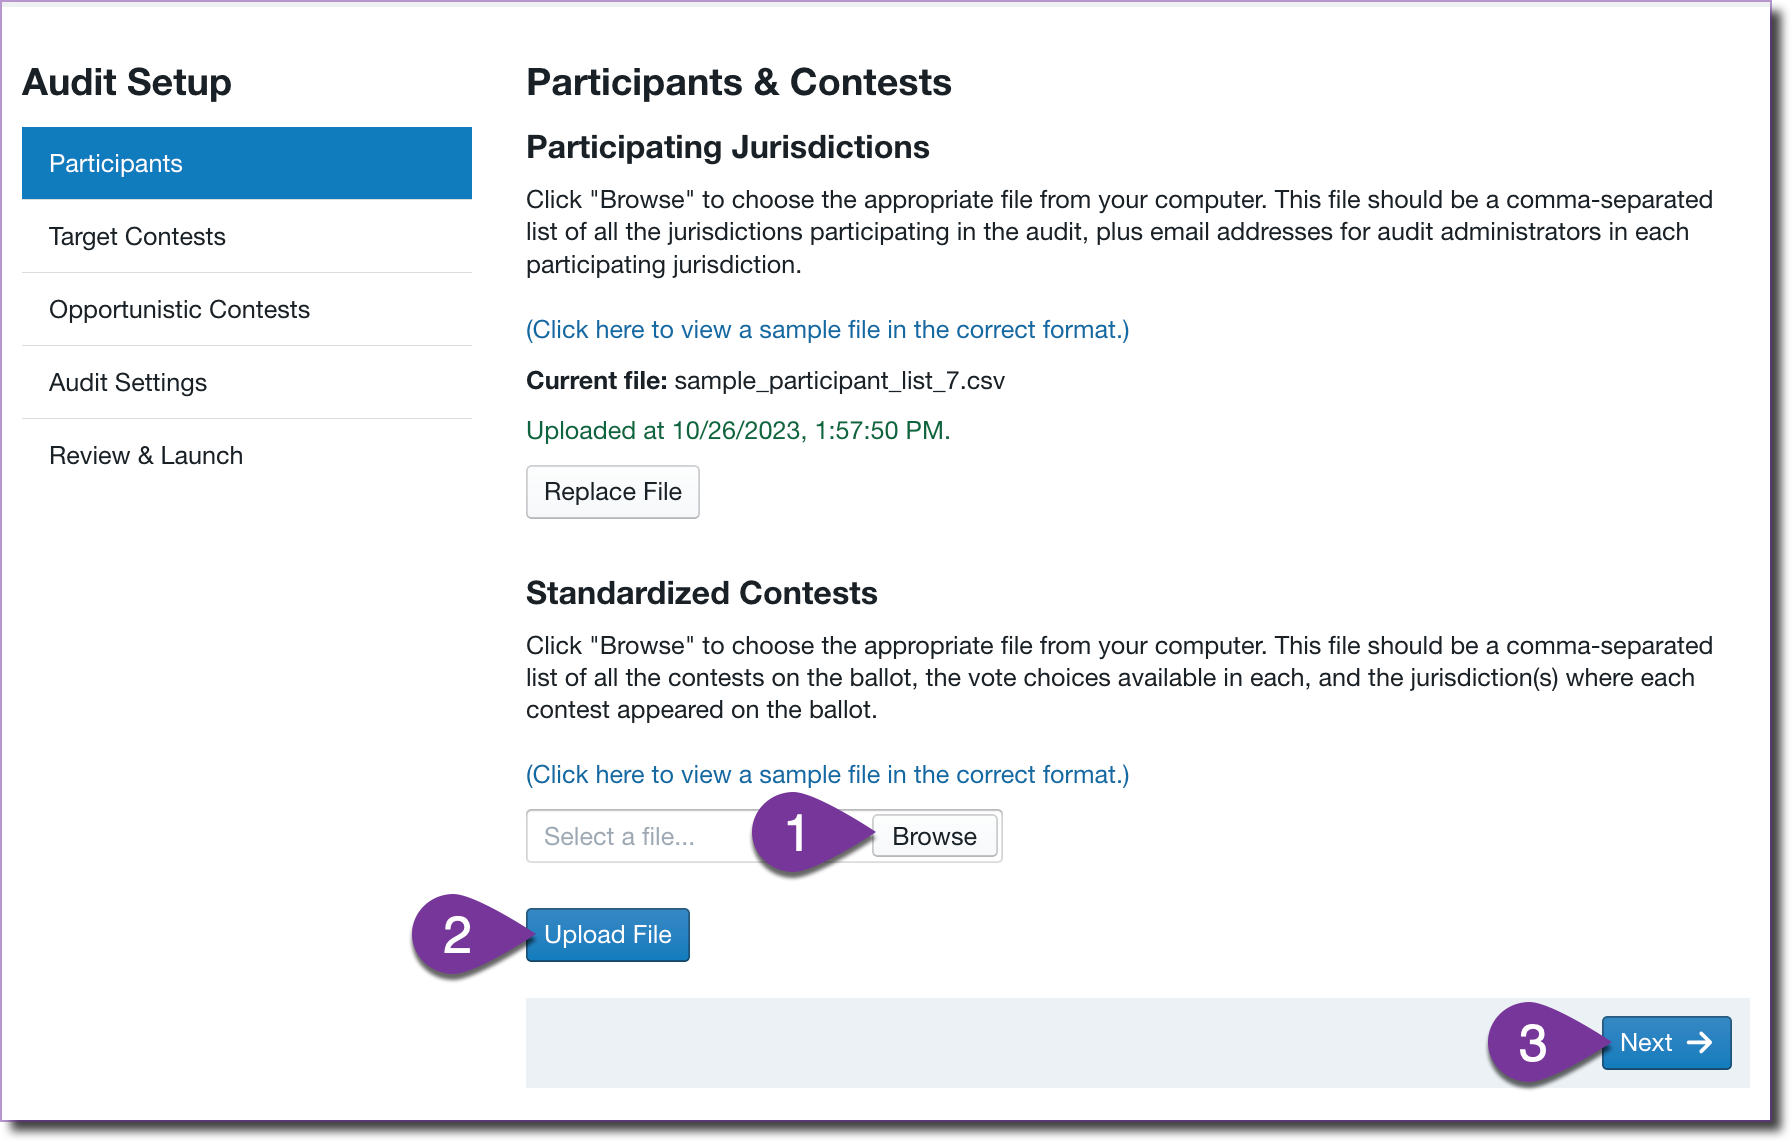 Audit Setup
Participants
Target Contests
Opportunistic Contests
Audit Settings
Review & Launch
Participants & Contests
Participating Jurisdictions
Click "Browse" to choose the appropriate file from your computer. This file should be a comma-separated
list of all the jurisdictions participating in the audit, plus email addresses for audit administrators in each
participating jurisdiction.
(Click here to view a sample file in the correct format.)
Current file: sample_participant_list_7.csv
Uploaded at 10/26/2023, 1:57:50 PM.
Replace File
Standardized Contests
Click "Browse" to choose the appropriate file from your computer. This file should be a comma-separated
list of all the contests on the ballot, the vote choices available in each, and the jurisdiction(s) where each
contest appeared on the ballot.
(Click here to view a sample file in the correct format.)
Select a file... 1 Browse
2 Upload File
3 Next →